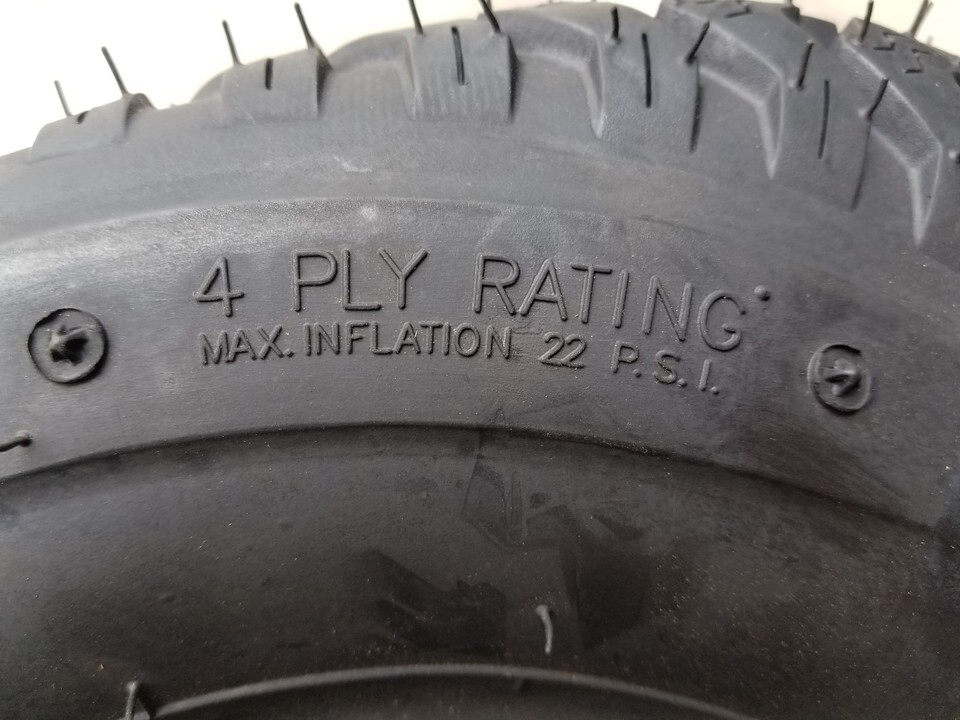 4 PLY RATING
MAX. INFLATION 22 P.S.I.